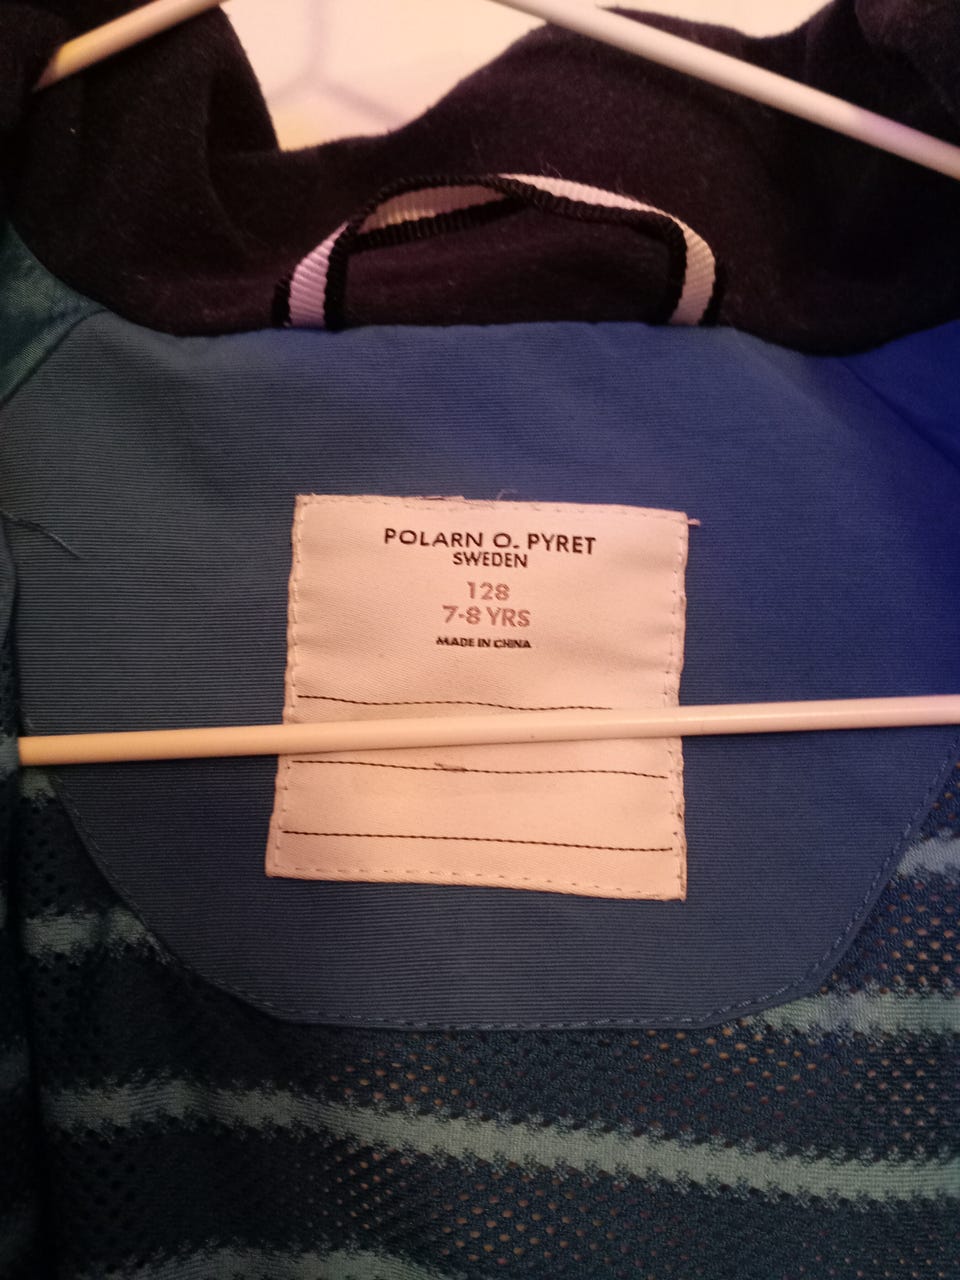 POLARN O. PYRET
SWEDEN
128
7-8 YRS
MADE IN CHINA